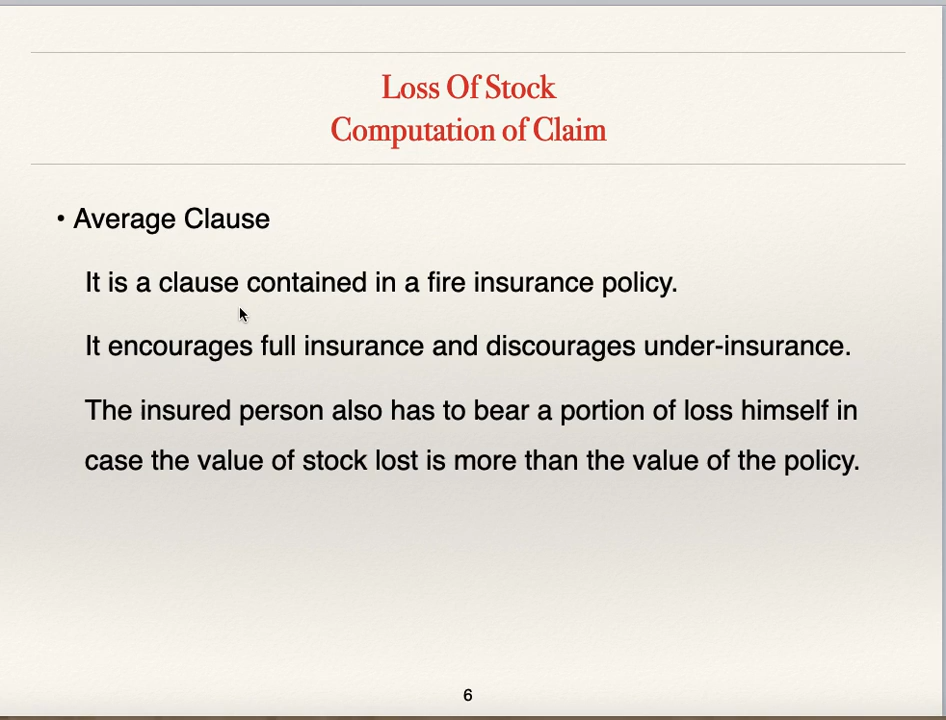 Loss Of Stock
Computation of Claim
• Average Clause
It is a clause contained in a fire insurance policy.
It encourages full insurance and discourages under-insurance.
The insured person also has to bear a portion of loss himself in
case the value of stock lost is more than the value of the policy.
6